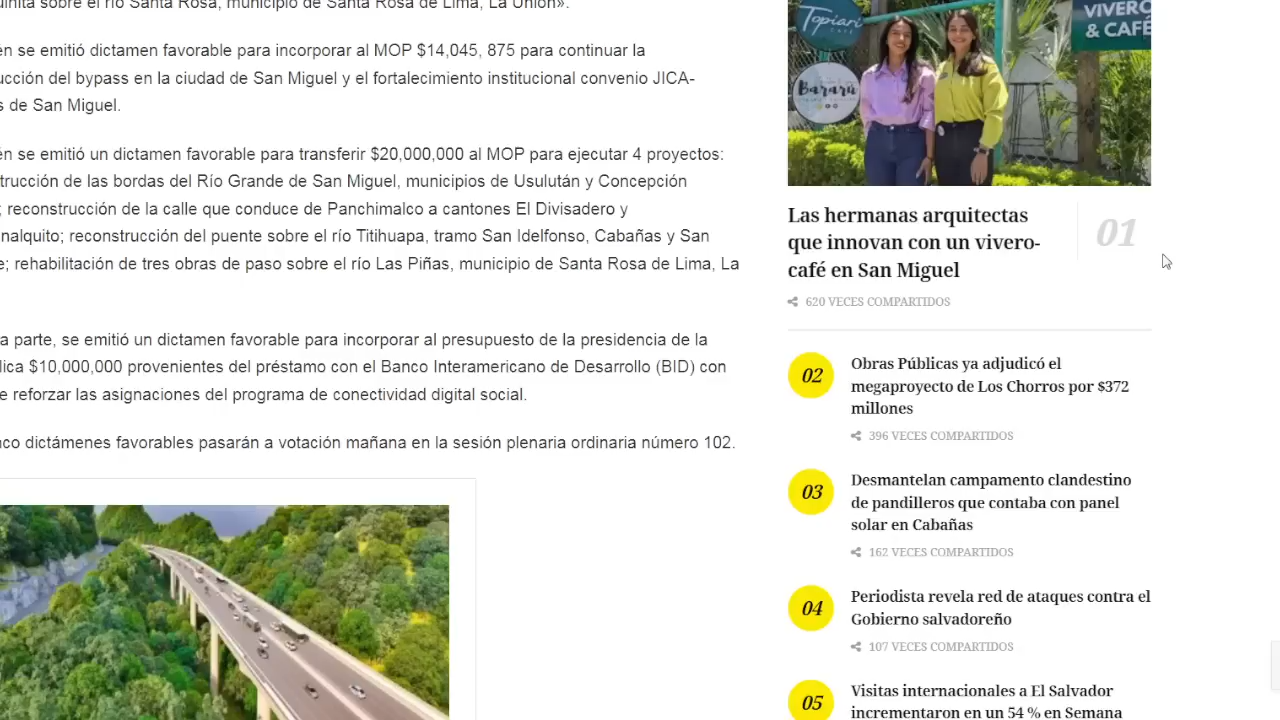 uinita sobre el río Santa Rosa, municipio de Santa Rosa de Lima, La Unión».
én se emitió dictamen favorable para incorporar al MOP $14,045, 875 para continuar la
ucción del bypass en la ciudad de San Miguel y el fortalecimiento institucional convenio JICA-
s de San Miguel.
én se emitió un dictamen favorable para transferir $20,000,000 al MOP para ejecutar 4 proyectos:
trucción de las bordas del Río Grande de San Miguel, municipios de Usulután y Concepción
; reconstrucción de la calle que conduce de Panchimalco a cantones El Divisadero y
nalquito; reconstrucción del puente sobre el río Titihuapa, tramo San Idelfonso, Cabañas y San
e; rehabilitación de tres obras de paso sobre el río Las Piñas, municipio de Santa Rosa de Lima, La
a parte, se emitió un dictamen favorable para incorporar al presupuesto de la presidencia de la
lica $10,000,000 provenientes del préstamo con el Banco Interamericano de Desarrollo (BID) con
e reforzar las asignaciones del programa de conectividad digital social.
nco dictámenes favorables pasarán a votación mañana en la sesión plenaria ordinaria número 102.
Topiari
CAFÉ
Bararú
VIVERO
& CAFÉ
Las hermanas arquitectas
que innovan con un vivero-
café en San Miguel
01
620 VECES COMPARTIDOS
02
Obras Públicas ya adjudicó el
megaproyecto de Los Chorros por $372
millones
396 VECES COMPARTIDOS
03
Desmantelan campamento clandestino
de pandilleros que contaba con panel
solar en Cabañas
162 VECES COMPARTIDOS
04
Periodista revela red de ataques contra el
Gobierno salvadoreño
107 VECES COMPARTIDOS
05
Visitas internacionales a El Salvador
incrementaron en un 54 % en Semana